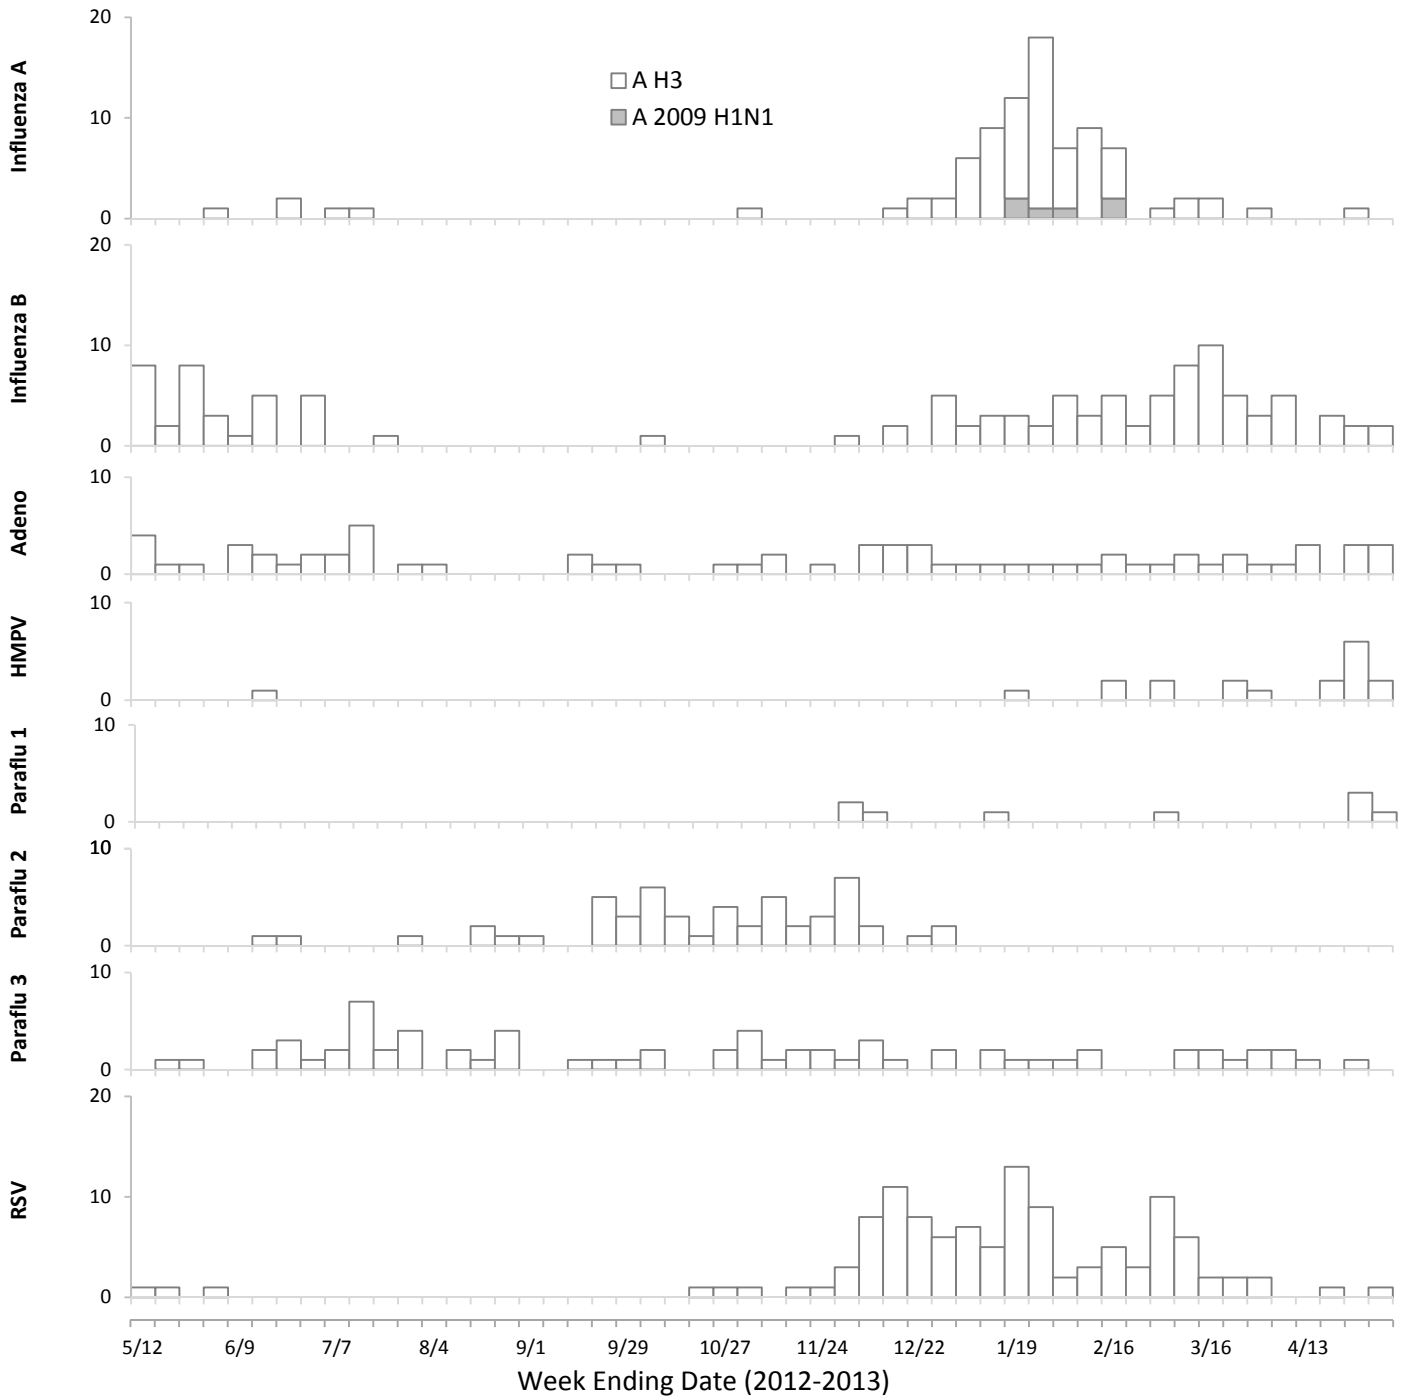 Influenza A
20
10
0
A H3
A 2009 H1N1
Influenza B
20
10
0
Adeno
10
0
HMPV
10
0
Paraflu 1
10
0
Paraflu 2
10
0
Paraflu 3
10
0
RSV
20
10
0
5/12 6/9 7/7 8/4 9/1 9/29 10/27 11/24 12/22 1/19 2/16 3/16 4/13
Week Ending Date (2012-2013)